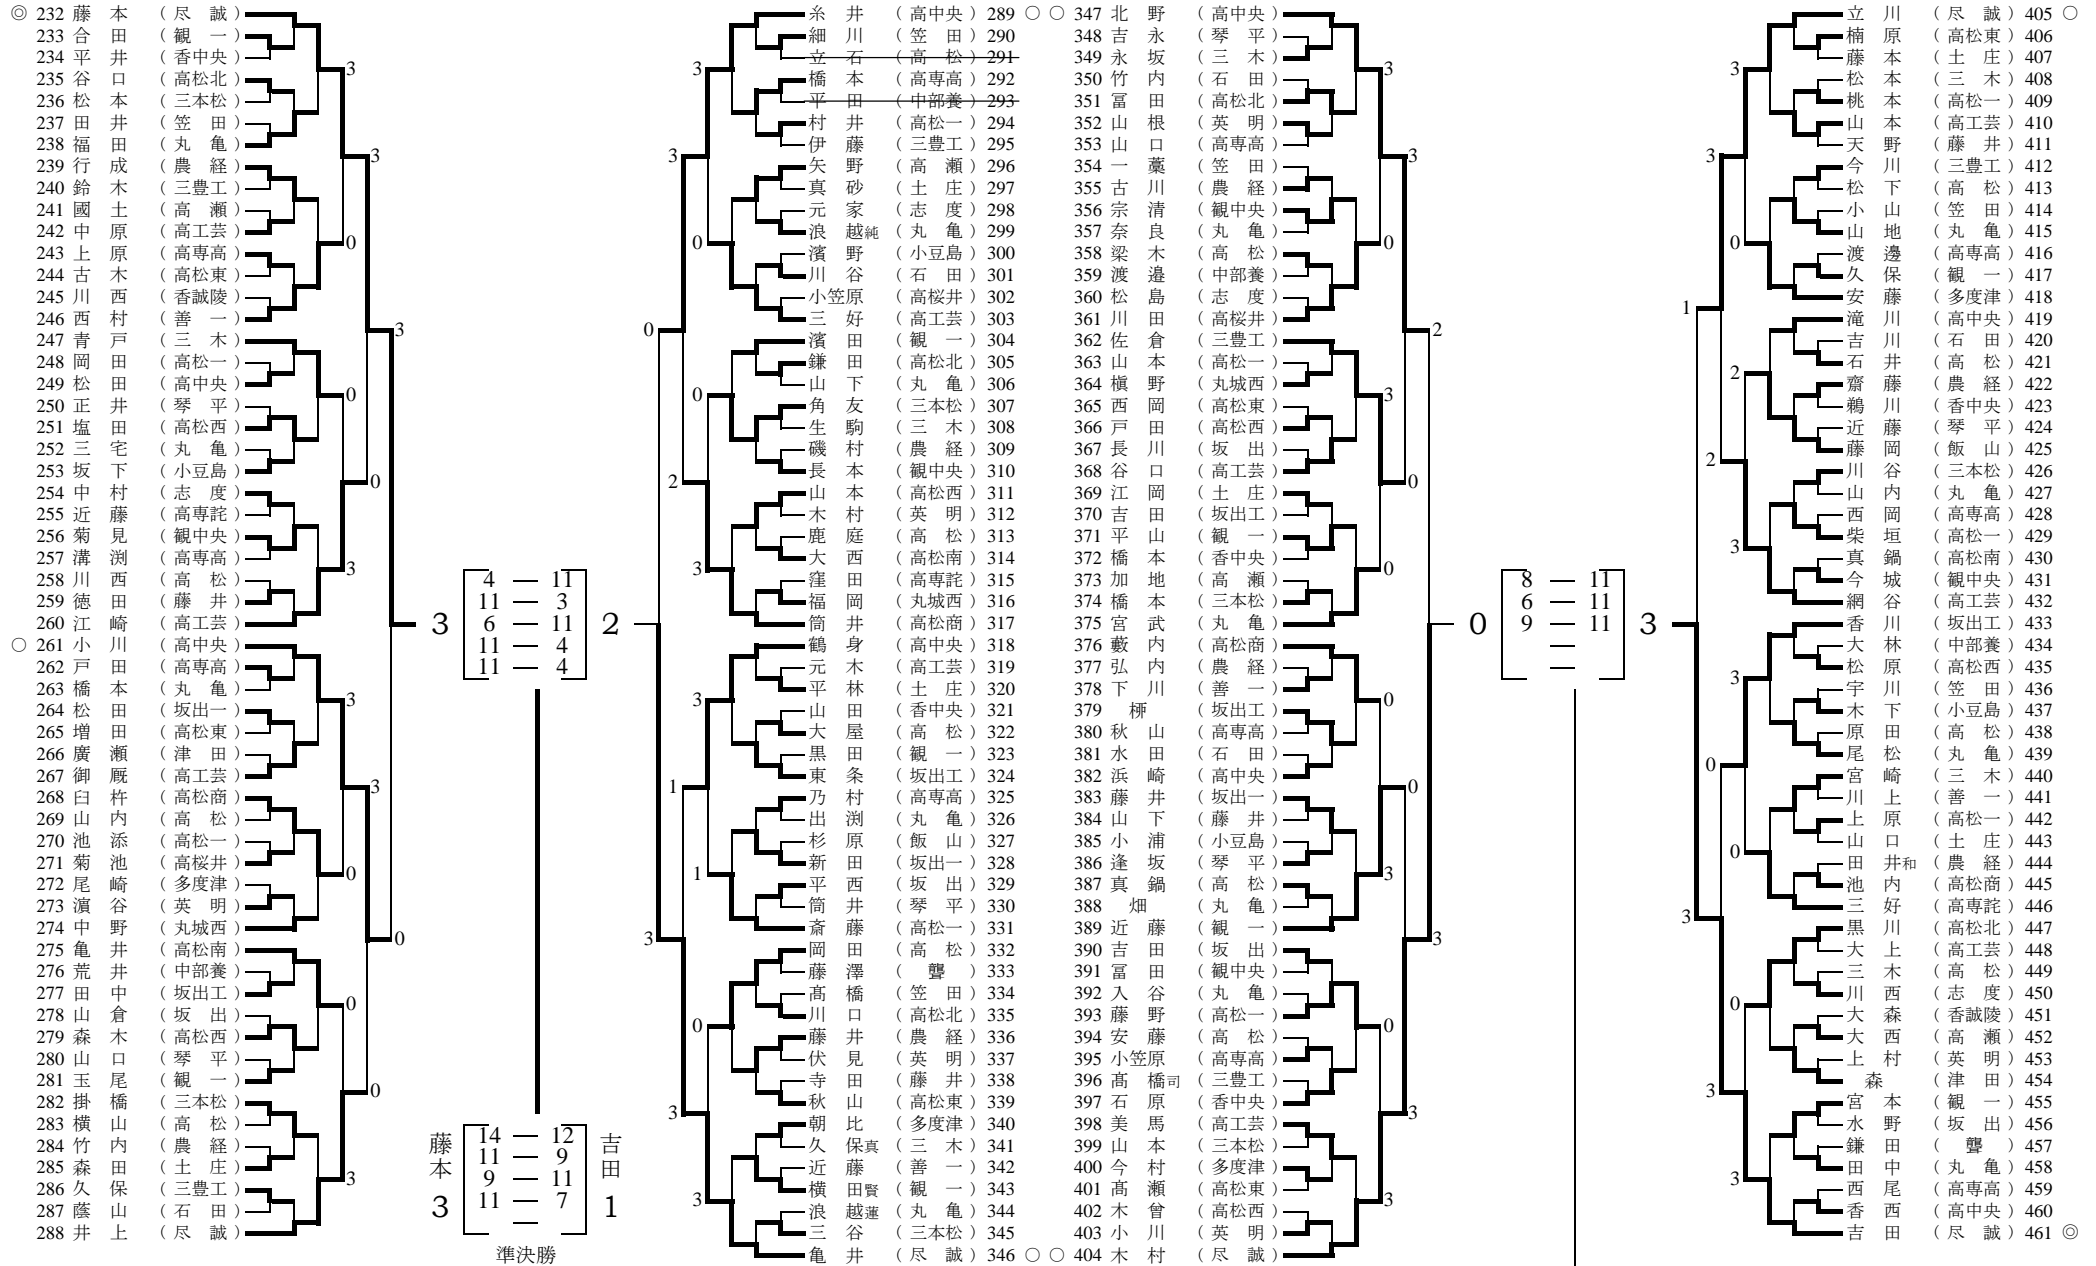 ◎ 232 藤本 （尽誠）
233 合田 （観一）
234 平井 （香中央）
235 谷口 （高松北）
236 松本 （三本松）
237 田井 （笠田）
238 福田 （丸亀）
239 行成 （農経）
240 鈴木 （三豊工）
241 國土 （高瀬）
242 中原 （高工芸）
243 上原 （高専高）
244 古木 （高松東）
245 川西 （香誠陵）
246 西村 （善一）
247 青戸 （三木）
248 岡田 （高松一）
249 松田 （高中央）
250 正井 （琴平）
251 塩田 （高松西）
252 三宅 （丸亀）
253 坂下 （小豆島）
254 中村 （志度）
255 近藤 （高専詫）
256 菊見 （観中央）
257 溝渕 （高専高）
258 川西 （高松）
259 徳田 （藤井）
260 江崎 （高工芸）
○ 261 小川 （高中央）
262 戸田 （高専高）
263 橋本 （丸亀）
264 松田 （坂出一）
265 増田 （高松東）
266 廣瀬 （津田）
267 御厩 （高工芸）
268 臼杵 （高松商）
269 山内 （高松）
270 池添 （高松一）
271 菊池 （高桜井）
272 尾崎 （多度津）
273 濵谷 （英明）
274 中野 （丸城西）
275 亀井 （高松南）
276 荒井 （中部養）
277 田中 （坂出工）
278 山倉 （坂出）
279 森木 （高松西）
280 山口 （琴平）
281 玉尾 （観一）
282 掛橋 （三本松）
283 横山 （高松）
284 竹内 （農経）
285 森田 （土庄）
286 久保 （三豊工）
287 蔭山 （石田）
288 井上 （尽誠）
3
3
0
3
0
0
3
3
3
3
0
3
0
0
0
3
0
3
4 — 11
11 — 3
6 — 11
11 — 4
11 — 4
2
藤本 3
14 — 12
11 — 9
9 — 11
11 — 7
—
吉田 1
準決勝
3
3
0
0
0
2
3
3
1
1
3
0
3
3
糸井 （高中央） 289 ○
細川 （笠田） 290
立石 （高松） 291
橋本 （高専高） 292
平田 （中部養） 293
村井 （高松一） 294
伊藤 （三豊工） 295
矢野 （高瀬） 296
真砂 （土庄） 297
元家 （志度） 298
浪越純 （丸亀） 299
濱野 （小豆島） 300
川谷 （石田） 301
小笠原 （高桜井） 302
三好 （高工芸） 303
濱田 （観一） 304
鎌田 （高松北） 305
山下 （丸亀） 306
角友 （三本松） 307
生駒 （三木） 308
磯村 （農経） 309
長本 （観中央） 310
山本 （高松西） 311
木村 （英明） 312
鹿庭 （高松） 313
大西 （高松南） 314
窪田 （高専詫） 315
福岡 （丸城西） 316
筒井 （高松商） 317
鶴身 （高中央） 318
元木 （高工芸） 319
平林 （土庄） 320
山田 （香中央） 321
大屋 （高松） 322
黒田 （観一） 323
東条 （坂出工） 324
乃村 （高専高） 325
出渕 （丸亀） 326
杉原 （飯山） 327
新田 （坂出一） 328
平西 （坂出） 329
筒井 （琴平） 330
斎藤 （高松一） 331
岡田 （高松） 332
藤澤 （聾） 333
髙橋 （笠田） 334
川口 （高松北） 335
藤井 （農経） 336
伏見 （英明） 337
寺田 （藤井） 338
秋山 （高松東） 339
朝比 （多度津） 340
久保真 （三木） 341
近藤 （善一） 342
横田賢 （観一） 343
浪越蓮 （丸亀） 344
三谷 （三本松） 345
亀井 （尽誠） 346 ○
○ 347 北野 （高中央）
348 吉永 （琴平）
349 永坂 （三木）
350 竹内 （石田）
351 冨田 （高松北）
352 山根 （英明）
353 山口 （高専高）
354 一藁 （笠田）
355 古川 （農経）
356 宗清 （観中央）
357 奈良 （丸亀）
358 梁木 （高松）
359 渡邉 （中部養）
360 松島 （志度）
361 川田 （高桜井）
362 佐倉 （三豊工）
363 山本 （高松一）
364 槇野 （丸城西）
365 西岡 （高松東）
366 戸田 （高松西）
367 長川 （坂出）
368 谷口 （高工芸）
369 江岡 （土庄）
370 吉田 （坂出工）
371 平山 （観一）
372 橋本 （香中央）
373 加地 （高瀬）
374 橋本 （三本松）
375 宮武 （丸亀）
376 藪内 （高松商）
377 弘内 （農経）
378 下川 （善一）
379 （坂出工）
380 秋山 （高専高）
381 水田 （石田）
382 浜崎 （高中央）
383 藤井 （坂出一）
384 山下 （藤井）
385 小浦 （小豆島）
386 逢坂 （琴平）
387 真鍋 （高松）
388 畑 （丸亀）
389 近藤 （観一）
390 吉田 （坂出）
391 冨田 （観中央）
392 入谷 （丸亀）
393 藤野 （高松一）
394 安藤 （高松）
395 小笠原 （高専高）
396 髙橋司 （三豊工）
397 石原 （香中央）
398 美馬 （高工芸）
399 山本 （三本松）
400 今村 （多度津）
401 髙瀬 （高松東）
402 木曾 （高松西）
403 小川 （英明）
○ 404 木村 （尽誠）
3
3
0
2
3
0
0
0
0
3
3
0
3
3
0
8 — 11
6 — 11
9 — 11
—
—
3
3
3
0
1
2
2
3
3
0
0
3
0
3
3
立川 （尽誠） 405 ○
楠原 （高松東） 406
藤本 （土庄） 407
松本 （三木） 408
桃本 （高松一） 409
山本 （高工芸） 410
天野 （藤井） 411
今川 （三豊工） 412
松下 （高松） 413
小山 （笠田） 414
山地 （丸亀） 415
渡邊 （高専高） 416
久保 （観一） 417
安藤 （多度津） 418
滝川 （高中央） 419
吉川 （石田） 420
石井 （高松） 421
齋藤 （農経） 422
鵜川 （香中央） 423
近藤 （琴平） 424
藤岡 （飯山） 425
川谷 （三本松） 426
山内 （丸亀） 427
西岡 （高専高） 428
柴垣 （高松一） 429
真鍋 （高松南） 430
今城 （観中央） 431
網谷 （高工芸） 432
香川 （坂出工） 433
大林 （中部養） 434
松原 （高松西） 435
宇川 （笠田） 436
木下 （小豆島） 437
原田 （高松） 438
尾松 （丸亀） 439
宮崎 （三木） 440
川上 （善一） 441
上原 （高松一） 442
山口 （土庄） 443
田井和 （農経） 444
池内 （高松商） 445
三好 （高専詫） 446
黒川 （高松北） 447
大上 （高工芸） 448
三木 （高松） 449
川西 （志度） 450
大森 （香誠陵） 451
大西 （高瀬） 452
上村 （英明） 453
森 （津田） 454
宮本 （観一） 455
水野 （坂出） 456
鎌田 （聾） 457
田中 （丸亀） 458
西尾 （高専高） 459
香西 （高中央） 460
吉田 （尽誠） 461 ◎